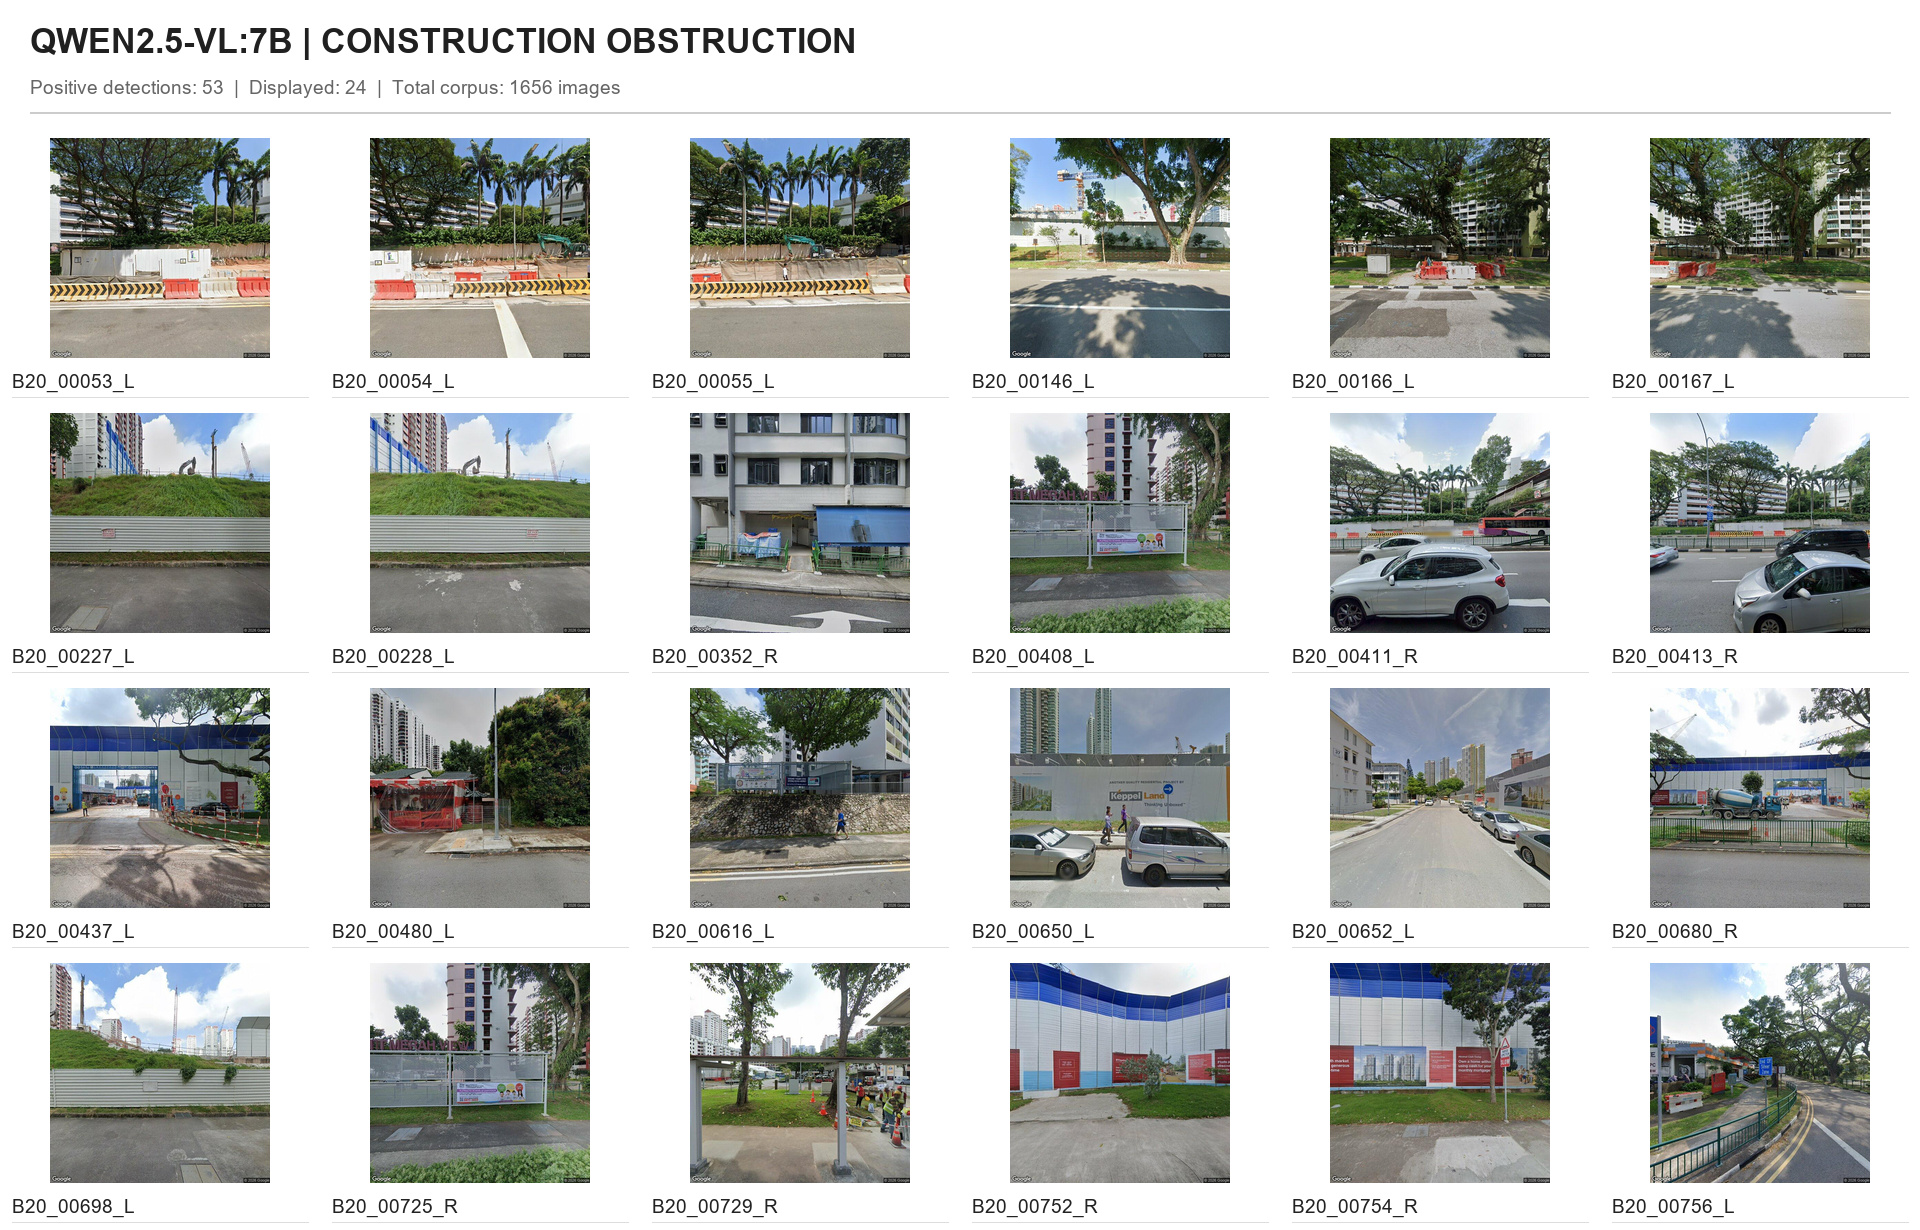 QWEN2.5-VL:7B | CONSTRUCTION OBSTRUCTION
Positive detections: 53 | Displayed: 24 | Total corpus: 1656 images
B20_00053_L
B20_00054_L
B20_00055_L
B20_00146_L
B20_00166_L
B20_00167_L
B20_00227_L
B20_00228_L
B20_00352_R
B20_00408_L
B20_00411_R
B20_00413_R
Keppel Land
B20_00437_L
B20_00480_L
B20_00616_L
B20_00650_L
B20_00652_L
B20_00680_R
B20_00698_L
B20_00725_R
B20_00729_R
B20_00752_R
B20_00754_R
B20_00756_L